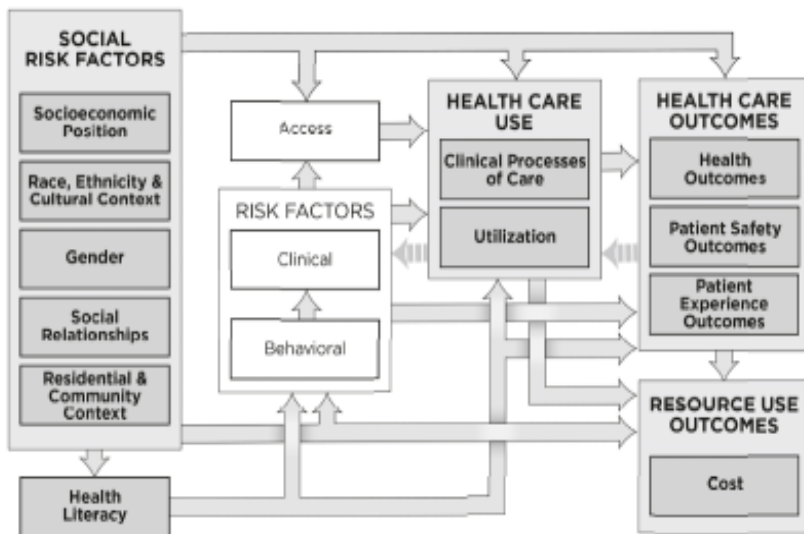 SOCIAL
RISK FACTORS
Socioeconomic
Position
Race, Ethnicity &
Cultural Context
Gender
Social
Relationships
Residential &
Community
Context
Health
Literacy
Access
RISK FACTORS
Clinical
Behavioral
HEALTH CARE
USE
Clinical Processes
of Care
Utilization
HEALTH CARE
OUTCOMES
Health
Outcomes
Patient Safety
Outcomes
Patient
Experience
Outcomes
RESOURCE USE
OUTCOMES
Cost